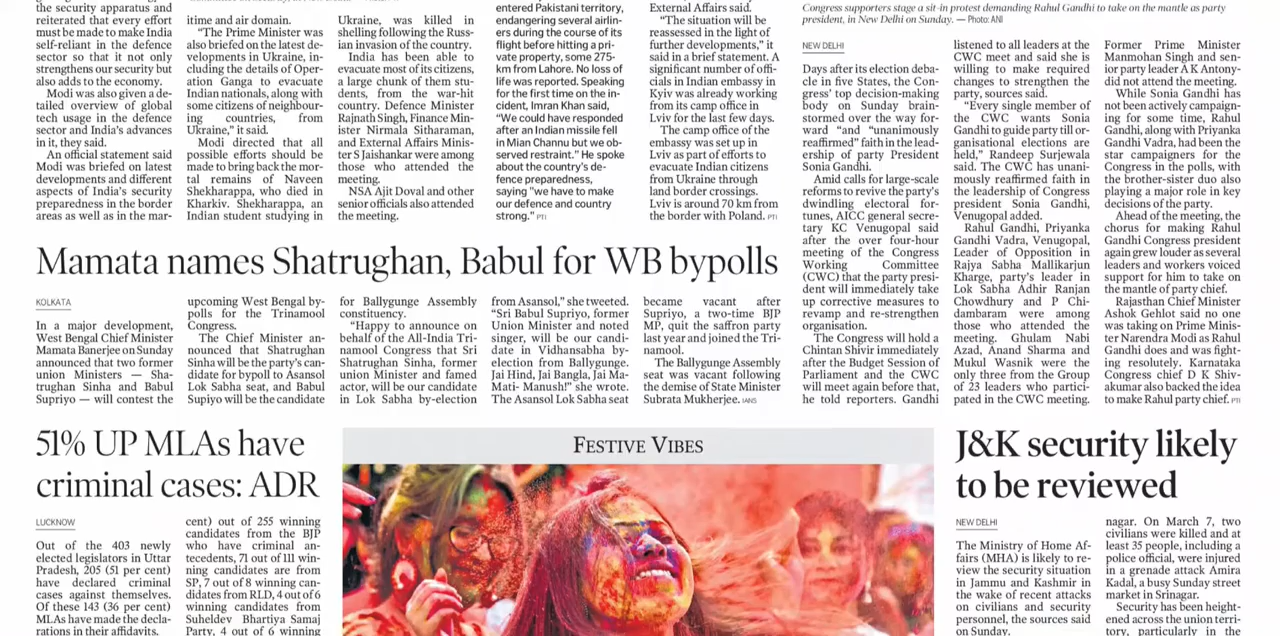 the security apparatus and
reiterated that every effort
must be made to make India
self-reliant in the defence
sector so that it not only
strengthens our security but
also adds to the economy.
Modi was also given a de-
tailed overview of global
tech usage in the defence
sector and India's advances
in it, they said.
An official statement said
Modi was briefed on latest
developments and different
aspects of India's security
preparedness in the border
areas as well as in the mar-
itime and air domain.
"The Prime Minister was
also briefed on the latest de-
velopments in Ukraine, in-
cluding the details of Oper-
ation Ganga to evacuate
Indian nationals, along with
some citizens of neighbour-
ing countries, from
Ukraine," it said.
Modi directed that all
possible efforts should be
made to bring back the mor-
tal remains of Naveen
Shekharappa, who died in
Kharkiv. Shekharappa, an
Indian student studying in
Ukraine, was killed in
shelling following the Russ-
ian invasion of the country.
India has been able to
evacuate most of its citizens,
a large chunk of them stu-
dents, from the war-hit
country. Defence Minister
Rajnath Singh, Finance Min-
ister Nirmala Sitharaman,
and External Affairs Minis-
ter S Jaishankar were among
those who attended the
meeting.
NSA Ajit Doval and other
senior officials also attended
the meeting.
entered Pakistani territory,
endangering several airlin-
ers during the course of its
flight before hitting a pri-
vate property, some 275-
km from Lahore. No loss of
life was reported. Speaking
for the first time on the in-
cident, Imran Khan said,
"We could have responded
after an Indian missile fell
in Mian Channu but we ob-
served restraint." He spoke
about the country's de-
fence preparedness,
saying "we have to make
our defence and country
strong." PTI
External Affairs said.
"The situation will be
reassessed in the light of
further developments," it
said in a brief statement. A
significant number of offi-
cials in Indian embassy in
Kyiv was already working
from its camp office in
Lviv for the last few days.
The camp office of the
embassy was set up in
Lviv as part of efforts to
evacuate Indian citizens
from Ukraine through
land border crossings.
Lviv is around 70 km from
the border with Poland. PTI
Congress supporters stage a sit-in protest demanding Rahul Gandhi to take on the mantle as party
president, in New Delhi on Sunday. — Photo: ANI
NEW DELHI
Days after its election deba-
cle in five States, the Con-
gress' top decision-making
body on Sunday brain-
stormed over the way for-
ward "and "unanimously
reaffirmed" faith in the lead-
ership of party President
Sonia Gandhi.
Amid calls for large-scale
reforms to revive the party's
dwindling electoral for-
tunes, AICC general secre-
tary KC Venugopal said
after the over four-hour
meeting of the Congress
Working Committee
(CWC) that the party presi-
dent will immediately take
up corrective measures to
revamp and re-strengthen
organisation.
The Congress will hold a
Chintan Shivir immediately
after the Budget Session of
Parliament and the CWC
will meet again before that,
he told reporters. Gandhi
listened to all leaders at the
CWC meet and said she is
willing to make required
changes to strengthen the
party, sources said.
"Every single member of
the CWC wants Sonia
Gandhi to guide party till or-
ganisational elections are
held," Randeep Surjewala
said. The CWC has unani-
mously reaffirmed faith in
the leadership of Congress
president Sonia Gandhi,
Venugopal added.
Rahul Gandhi, Priyanka
Gandhi Vadra, Venugopal,
Leader of Opposition in
Rajya Sabha Mallikarjun
Kharge, party's leader in
Lok Sabha Adhir Ranjan
Chowdhury and P Chi-
dambaram were among
those who attended the
meeting. Ghulam Nabi
Azad, Anand Sharma and
Mukul Wasnik were the
only three from the Group
of 23 leaders who partici-
pated in the CWC meeting.
Former Prime Minister
Manmohan Singh and sen-
ior party leader A K Antony-
did not attend the meeting.
While Sonia Gandhi has
not been actively campaign-
ing for some time, Rahul
Gandhi, along with Priyanka
Gandhi Vadra, had been the
star campaigners for the
Congress in the polls, with
the brother-sister duo also
playing a major role in key
decisions of the party.
Ahead of the meeting, the
chorus for making Rahul
Gandhi Congress president
again grew louder as several
leaders and workers voiced
support for him to take on
the mantle of party chief.
Rajasthan Chief Minister
Ashok Gehlot said no one
was taking on Prime Minis-
ter Narendra Modi as Rahul
Gandhi does and was fight-
ing resolutely. Karnataka
Congress chief D K Shiv-
akumar also backed the idea
to make Rahul party chief. PTI
Mamata names Shatrughan, Babul for WB bypolls
KOLKATA
In a major development,
West Bengal Chief Minister
Mamata Banerjee on Sunday
announced that two former
union Ministers — Sha-
trughan Sinha and Babul
Supriyo — will contest the
upcoming West Bengal by-
polls for the Trinamool
Congress.
The Chief Minister an-
nounced that Shatrughan
Sinha will be the party's can-
didate for bypoll to Asansol
Lok Sabha seat, and Babul
Supiyo will be the candidate
for Ballygunge Assembly
constituency.
"Happy to announce on
behalf of the All-India Tri-
namool Congress that Sri
Shatrughan Sinha, former
union Minister and famed
actor, will be our candidate
in Lok Sabha by-election
from Asansol," she tweeted.
"Sri Babul Supriyo, former
Union Minister and noted
singer, will be our candi-
date in Vidhansabha by-
election from Ballygunge.
Jai Hind, Jai Bangla, Jai Ma-
Mati- Manush!" she wrote.
The Asansol Lok Sabha seat
became vacant after
Supriyo, a two-time BJP
MP, quit the saffron party
last year and joined the Tri-
namool.
The Ballygunge Assembly
seat was vacant following
the demise of State Minister
Subrata Mukherjee. IANS
51% UP MLAs have
criminal cases: ADR
LUCKNOW
Out of the 403 newly
elected legislators in Uttar
Pradesh, 205 (51 per cent)
have declared criminal
cases against themselves.
Of these 143 (36 per cent)
MLAs have made the decla-
rations in their affidavits.
cent) out of 255 winning
candidates from the BJP
who have criminal an-
tecedents, 71 out of 111 win-
ning candidates are from
SP, 7 out of 8 winning can-
didates from RLD, 4 out of 6
winning candidates from
Suheldev Bhartiya Samaj
Party, 4 out of 6 winning
FESTIVE VIBES
J&K security likely
to be reviewed
NEW DELHI
The Ministry of Home Af-
fairs (MHA) is likely to re-
view the security situation
in Jammu and Kashmir in
the wake of recent attacks
on civilians and security
personnel, the sources said
on Sunday.
nagar. On March 7, two
civilians were killed and at
least 35 people, including a
police official, were injured
in a grenade attack Amira
Kadal, a busy Sunday street
market in Srinagar.
Security has been height-
ened across the union terri-
tory, particularly in the